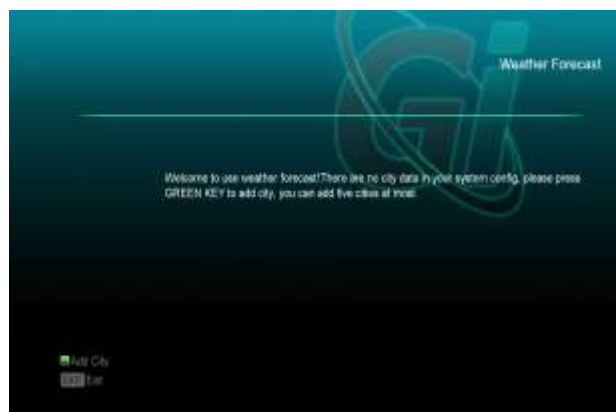 Weather Forecast
Welcome to use weather forecast!There are no city data in your system config, please press
GREEN KEY to add city, you can add five cities at most.
Add City
EXIT Exit